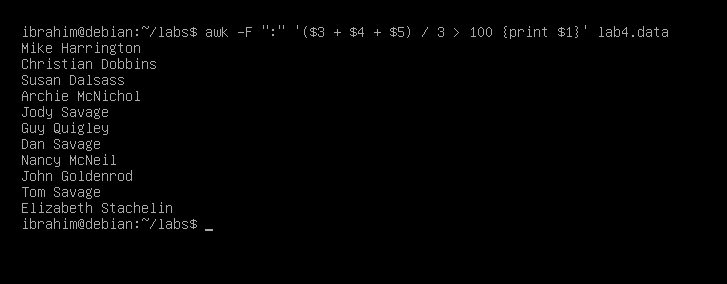 ibrahim@debian:~/labs$ awk -F ":" '($3 + $4 + $5) / 3 > 100 {print $1}' lab4.data
Mike Harrington
Christian Dobbins
Susan Dalsass
Archie McNichol
Jody Savage
Guy Quigley
Dan Savage
Nancy McNeil
John Goldenrod
Tom Savage
Elizabeth Stachelin
ibrahim@debian:~/labs$ _